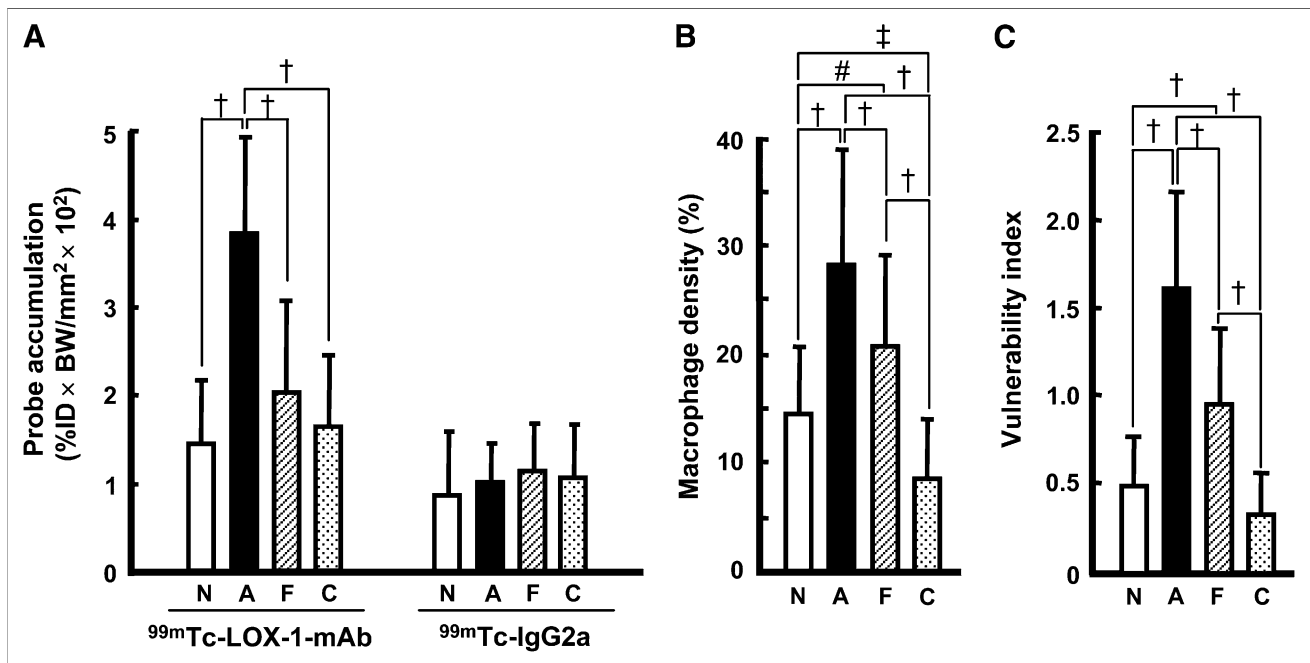 A
B
C
†
† †
Probe accumulation
(%ID × BW/mm² × 10²)
5
4
3
2
1
0
N A F C N A F C
⁹⁹ᵐTc-LOX-1-mAb ⁹⁹ᵐTc-IgG2a
‡
# †
† †
†
Macrophage density (%)
40
30
20
10
0
N A F C
† †
† †
†
Vulnerability index
2.5
2.0
1.5
1.0
0.5
0
N A F C